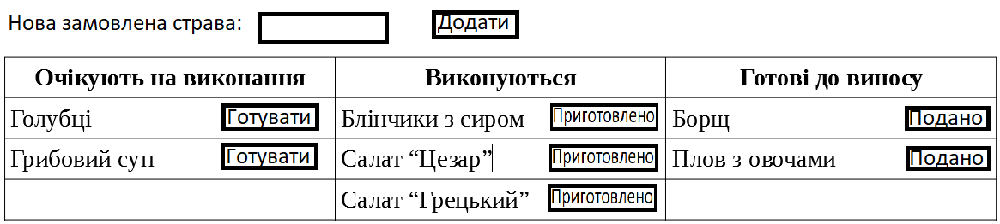 Нова замовлена страва: Додати
Очікують на виконання Виконуються Готові до виносу
Голубці Готувати Блінчики з сиром Приготовлено Борщ Подано
Грибовий суп Готувати Салат “Цезар” Приготовлено Плов з овочами Подано
Салат “Грецький” Приготовлено